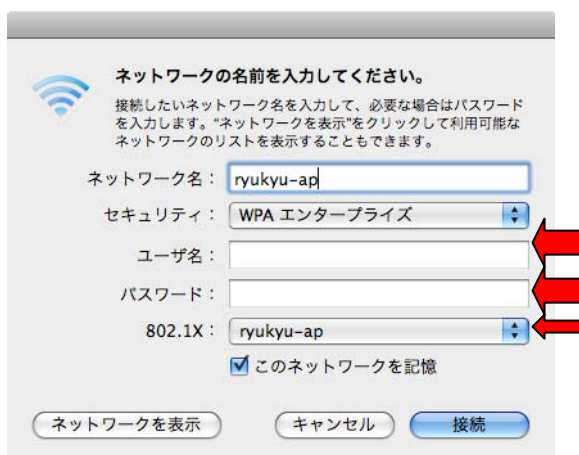 ネットワークの名前を入力してください。
接続したいネットワーク名を入力して、必要な場合はパスワード
を入力します。“ネットワークを表示”をクリックして利用可能な
ネットワークのリストを表示することもできます。
ネットワーク名： ryukyu-ap
セキュリティ： WPA エンタープライズ
ユーザ名：
パスワード：
802.1X： ryukyu-ap
このネットワークを記憶
ネットワークを表示 キャンセル 接続